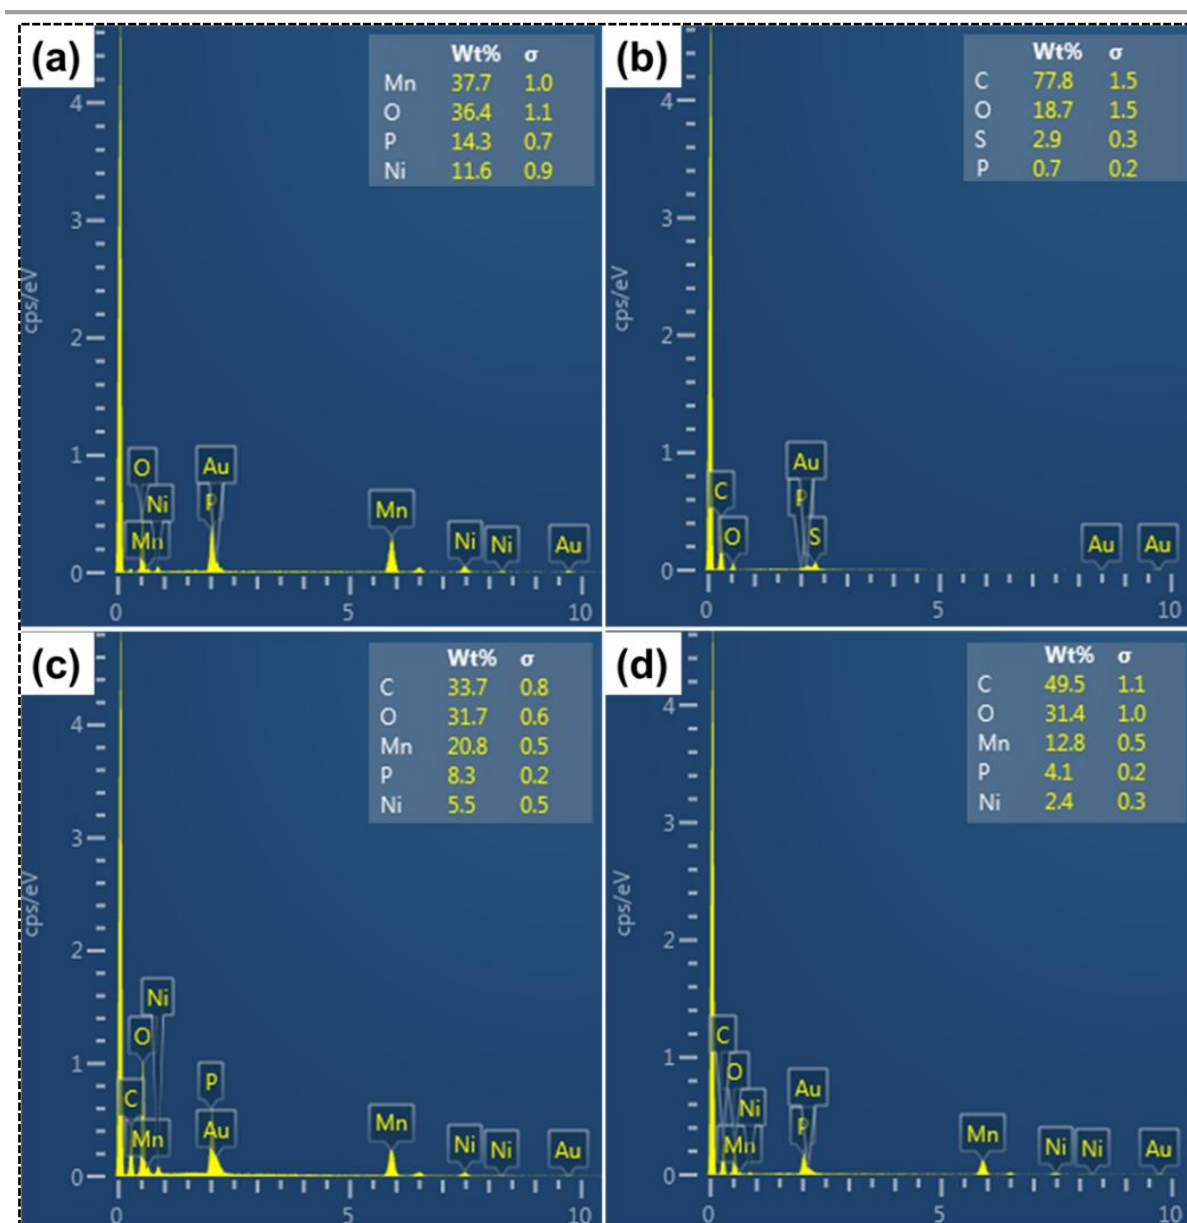 (a)
Wt% σ
Mn 37.7 1.0
O 36.4 1.1
P 14.3 0.7
Ni 11.6 0.9
4
3
2
1
0
cps/eV
O
Ni
Mn
Au
P
Mn
Ni
Ni
Au
0 5 10
(b)
Wt% σ
C 77.8 1.5
O 18.7 1.5
S 2.9 0.3
P 0.7 0.2
4
3
2
1
0
cps/eV
C
O
Au
P
S
Au
Au
0 5 10
(c)
Wt% σ
C 33.7 0.8
O 31.7 0.6
Mn 20.8 0.5
P 8.3 0.2
Ni 5.5 0.5
4
3
2
1
0
cps/eV
Ni
O
C
Mn
P
Au
Mn
Ni
Ni
Au
0 5 10
(d)
Wt% σ
C 49.5 1.1
O 31.4 1.0
Mn 12.8 0.5
P 4.1 0.2
Ni 2.4 0.3
4
3
2
1
0
cps/eV
C
O
Ni
Mn
Au
P
Mn
Ni
Ni
Au
0 5 10